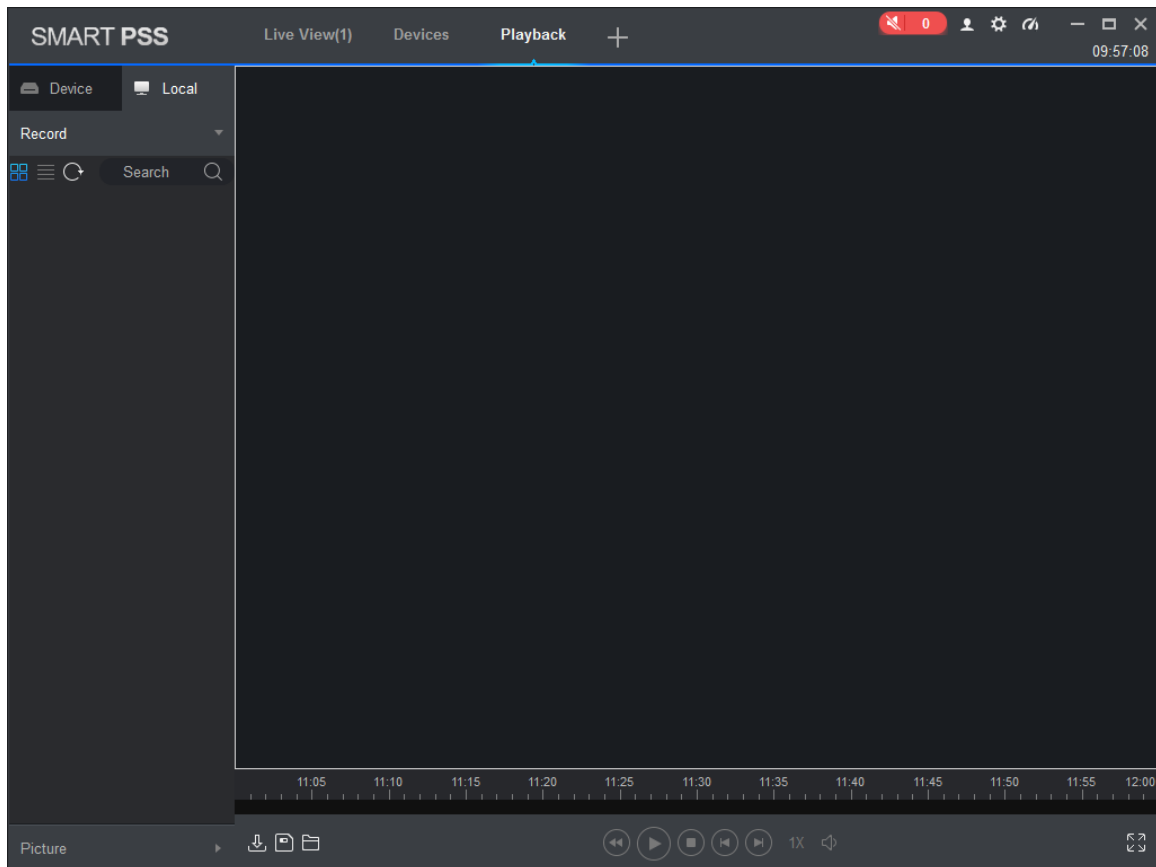 SMART PSS
Live View(1) Devices Playback
0
09:57:08
Device Local
Record
Search
11:05 11:10 11:15 11:20 11:25 11:30 11:35 11:40 11:45 11:50 11:55 12:00
Picture
1X